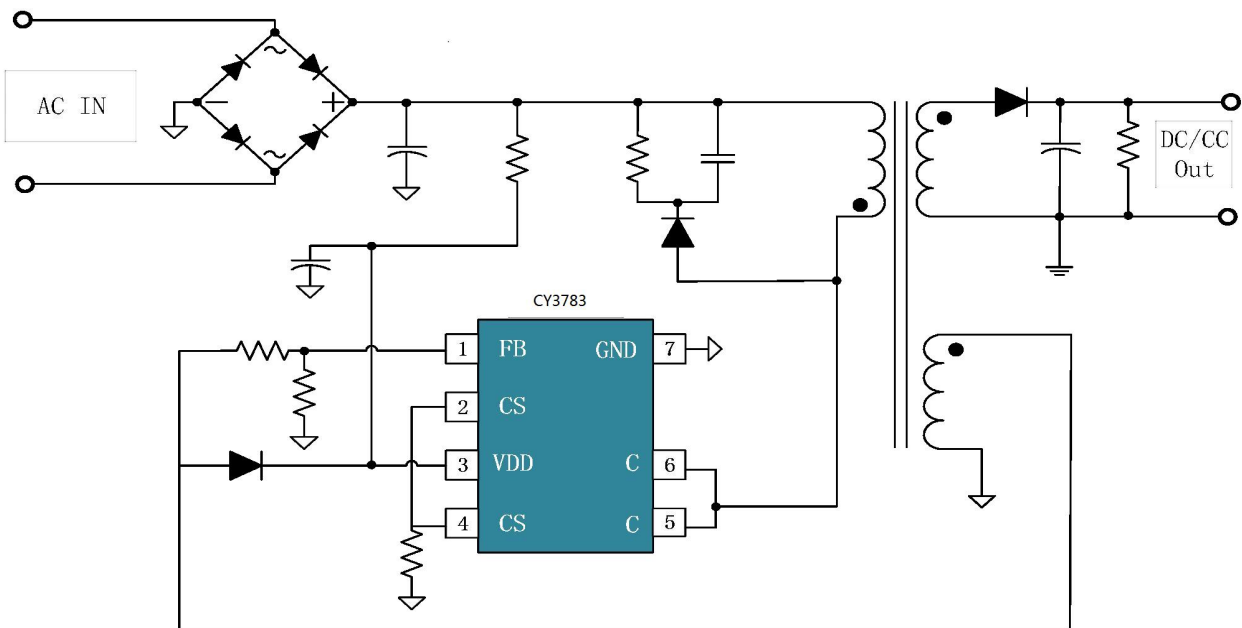 AC IN
DC/CC
Out
CY3783
1 FB GND 7
2 CS
3 VDD C 6
4 CS C 5